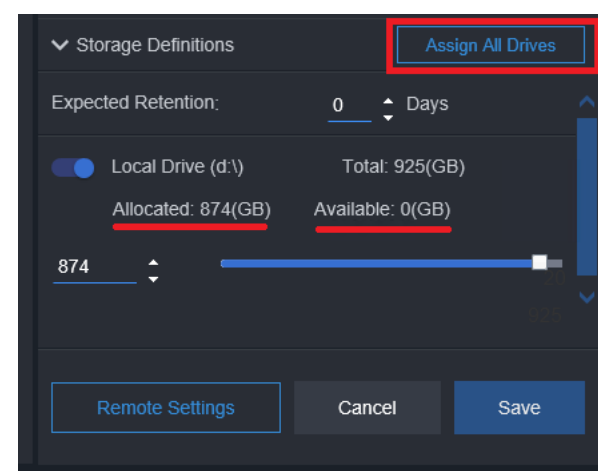 Storage Definitions
Assign All Drives
Expected Retention:
0 Days
Local Drive (d:\)
Total: 925(GB)
Allocated: 874(GB)
Available: 0(GB)
874
925
Remote Settings
Cancel
Save